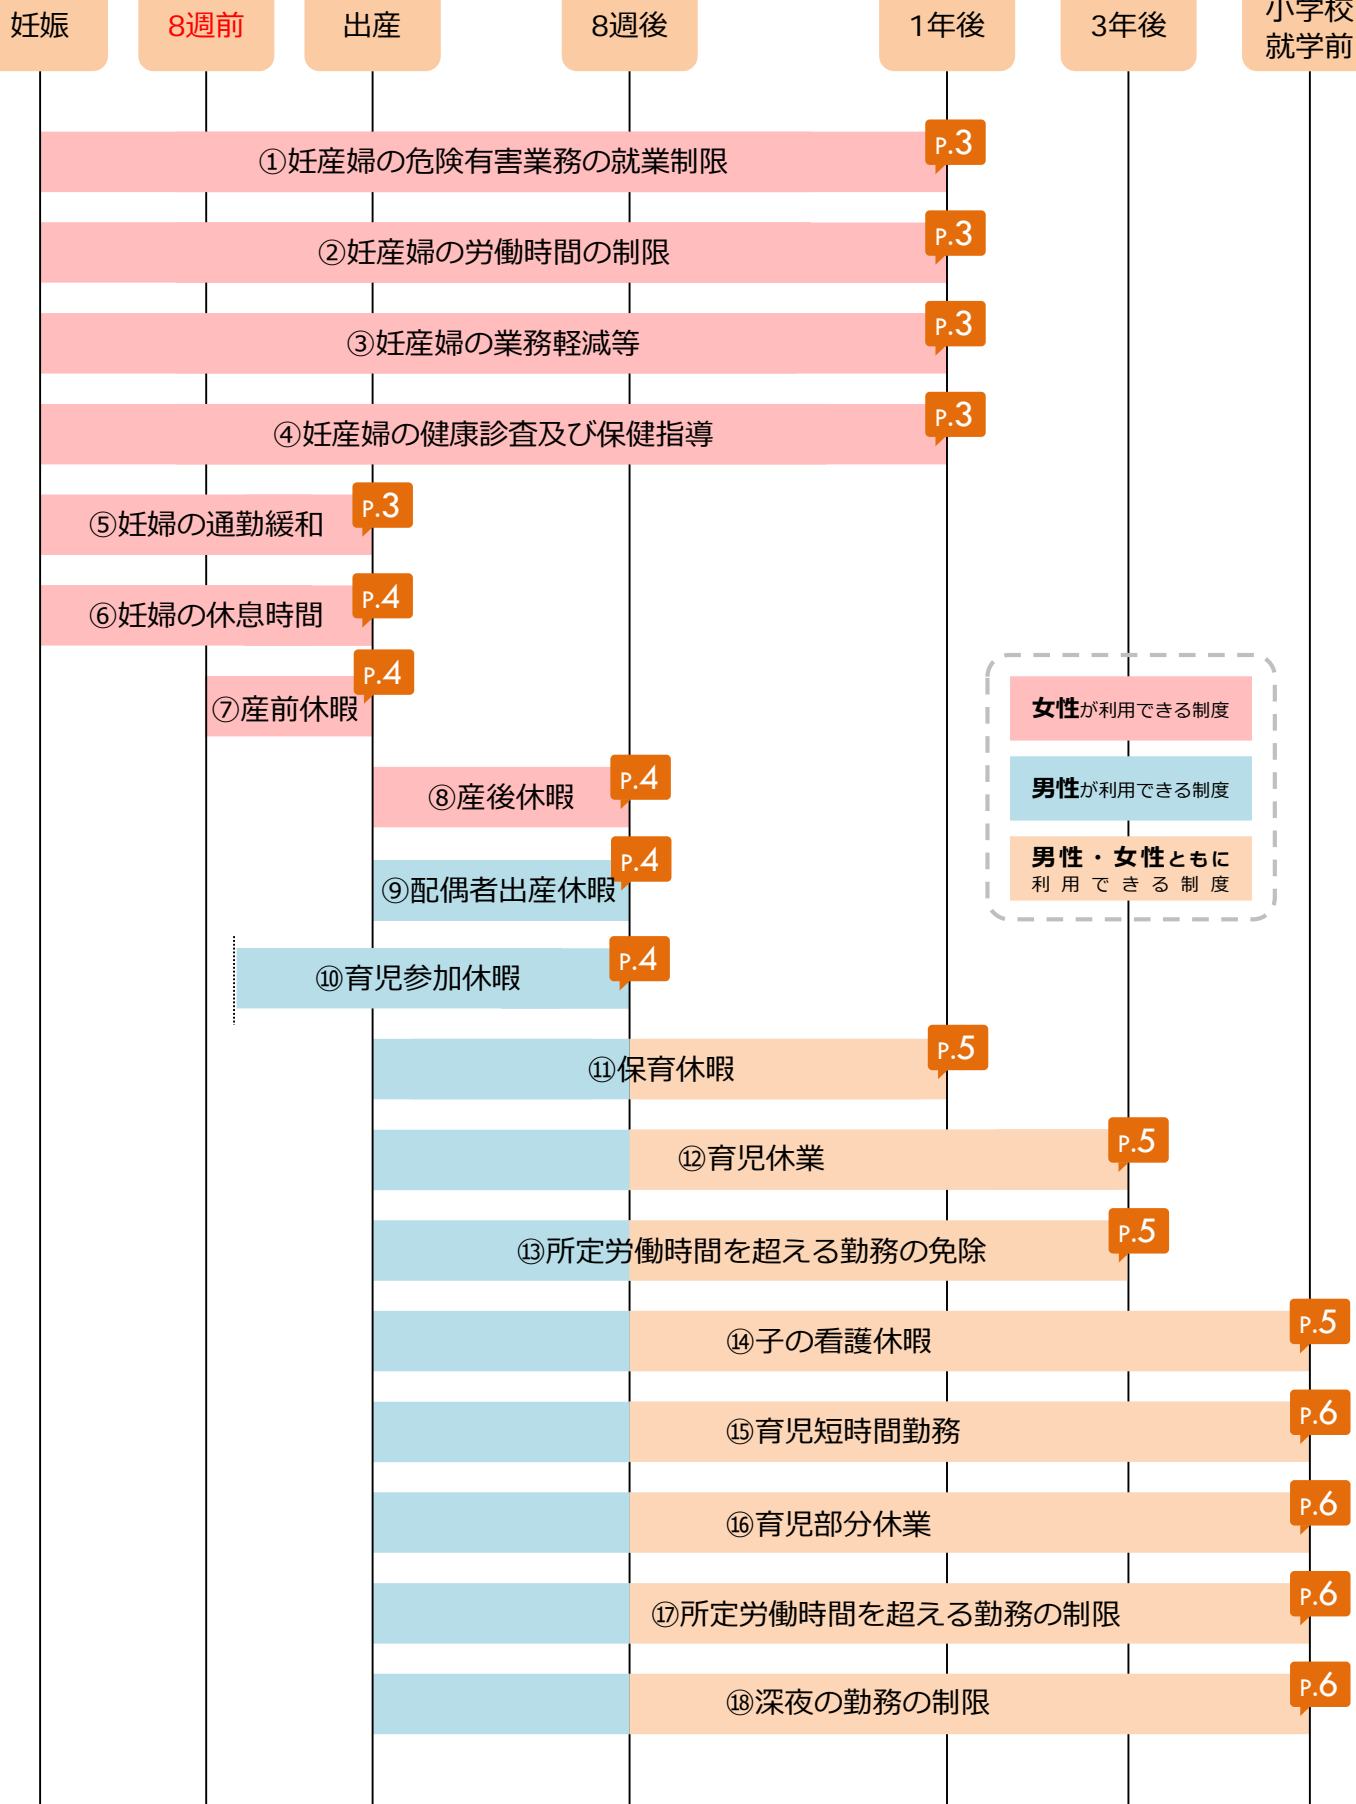 妊娠
8週前
出産
8週後
1年後
3年後
小学校
就学前
①妊産婦の危険有害業務の就業制限
P.3
②妊産婦の労働時間の制限
P.3
③妊産婦の業務軽減等
P.3
④妊産婦の健康診査及び保健指導
P.3
⑤妊婦の通勤緩和
P.3
⑥妊婦の休息時間
P.4
⑦産前休暇
P.4
女性が利用できる制度
男性が利用できる制度
男性・女性ともに
利用できる制度
⑧産後休暇
P.4
⑨配偶者出産休暇
P.4
⑩育児参加休暇
P.4
⑪保育休暇
P.5
⑫育児休業
P.5
⑬所定労働時間を超える勤務の免除
P.5
⑭子の看護休暇
P.5
⑮育児短時間勤務
P.6
⑯育児部分休業
P.6
⑰所定労働時間を超える勤務の制限
P.6
⑱深夜の勤務の制限
P.6